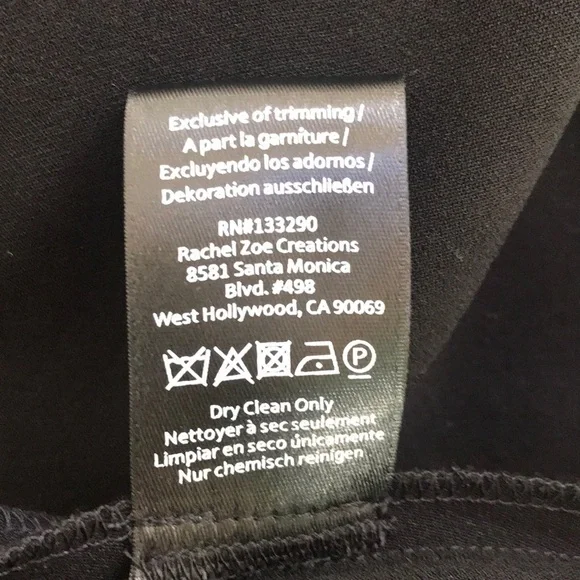 Exclusive of trimming /
A part la garniture /
Excluyendo los adornos /
Dekoration ausschließen
RN#133290
Rachel Zoe Creations
8581 Santa Monica
Blvd. #498
West Hollywood, CA 90069
P
Dry Clean Only
Nettoyer à sec seulement
Limpiar en seco únicamente
Nur chemisch reinigen